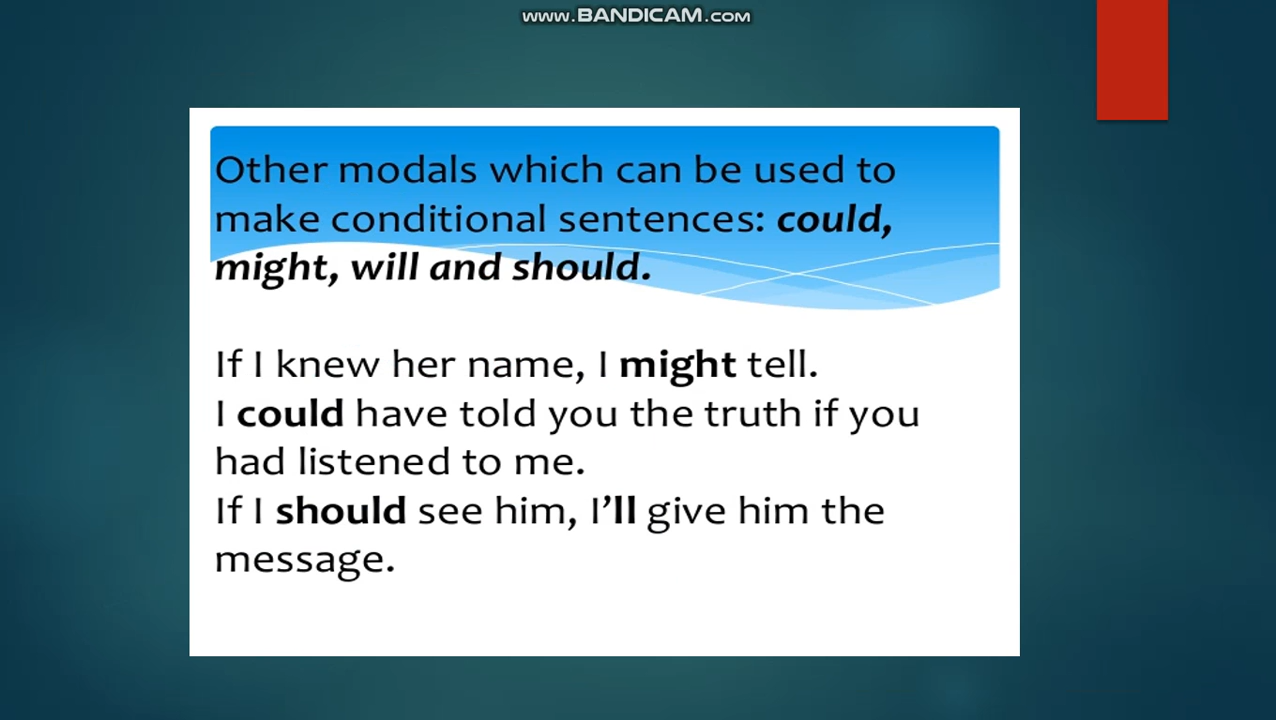 www.BANDICAM.com
Other modals which can be used to
make conditional sentences: could,
might, will and should.
If I knew her name, I might tell.
I could have told you the truth if you
had listened to me.
If I should see him, I’ll give him the
message.